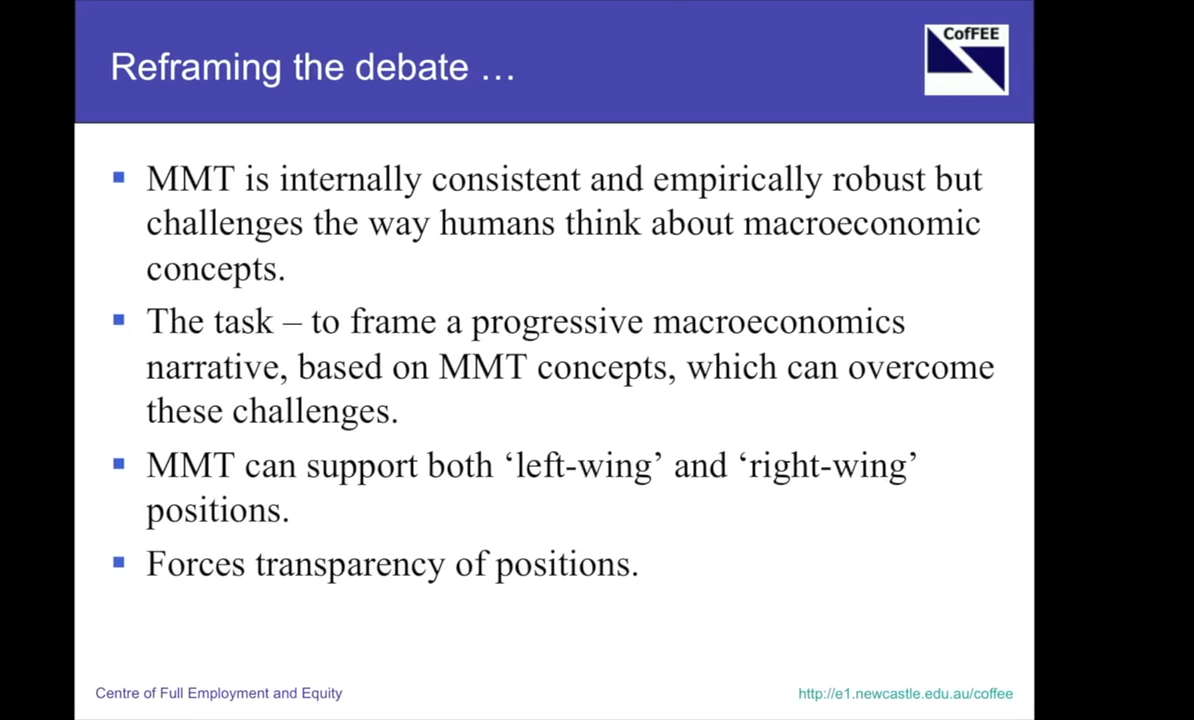 Reframing the debate …
CofFEE
▪ MMT is internally consistent and empirically robust but
challenges the way humans think about macroeconomic
concepts.
▪ The task – to frame a progressive macroeconomics
narrative, based on MMT concepts, which can overcome
these challenges.
▪ MMT can support both ‘left-wing’ and ‘right-wing’
positions.
▪ Forces transparency of positions.
Centre of Full Employment and Equity
http://e1.newcastle.edu.au/coffee